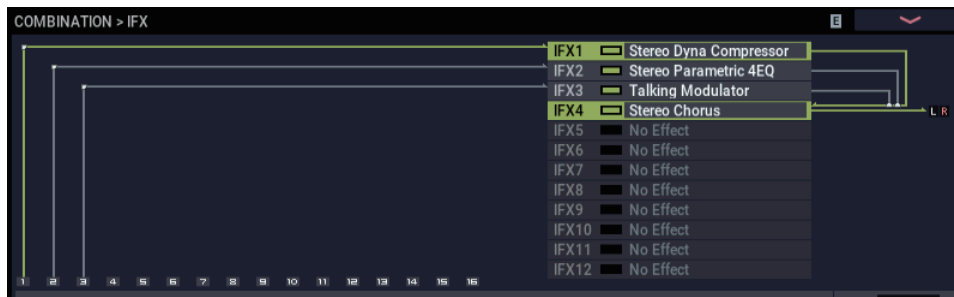 COMBINATION > IFX E
IFX1 Stereo Dyna Compressor
IFX2 Stereo Parametric 4EQ
IFX3 Talking Modulator
IFX4 Stereo Chorus L R
IFX5 No Effect
IFX6 No Effect
IFX7 No Effect
IFX8 No Effect
IFX9 No Effect
IFX10 No Effect
IFX11 No Effect
IFX12 No Effect
1 2 3 4 5 6 7 8 9 10 11 12 13 14 15 16